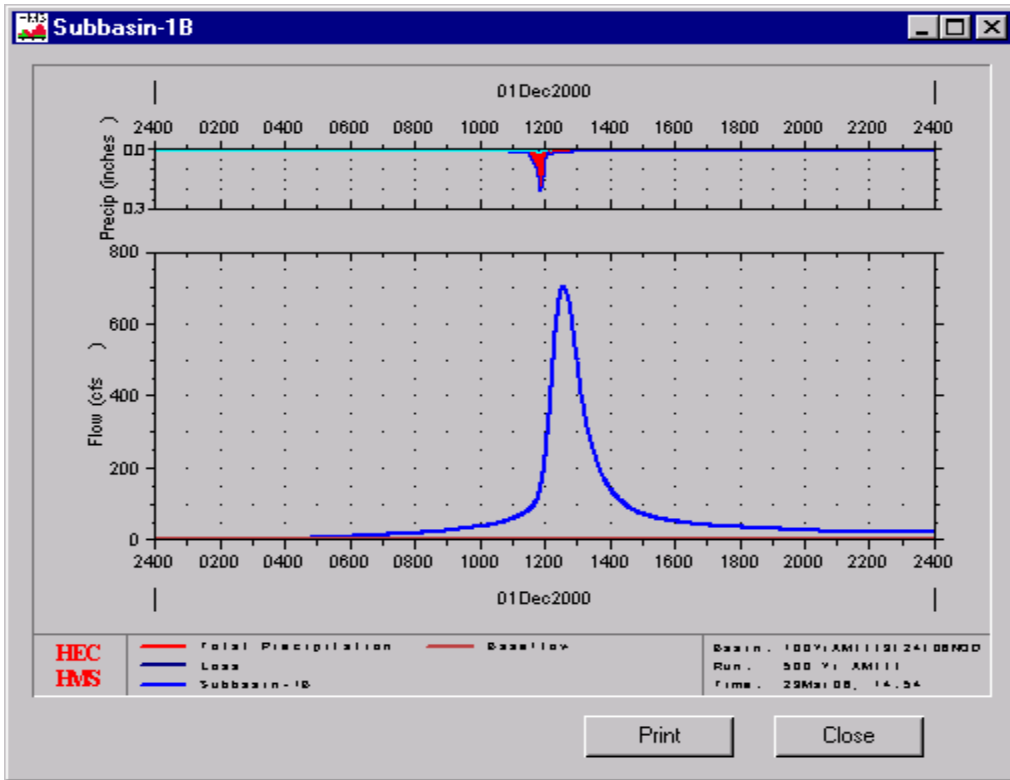 Subbasin-1B
01Dec2000
2400 0200 0400 0600 0800 1000 1200 1400 1600 1800 2000 2200 2400
Precip (inches )
0.0
0.3
Flow (cfs )
800
600
400
200
0
2400 0200 0400 0600 0800 1000 1200 1400 1600 1800 2000 2200 2400
01Dec2000
HEC
HMS
Total Precipitation
Baseflow
Loss
Subbasin-1B
Basin:
Run: 500 Yr AMIII
Time: 29Mar06, 14:54
Print
Close